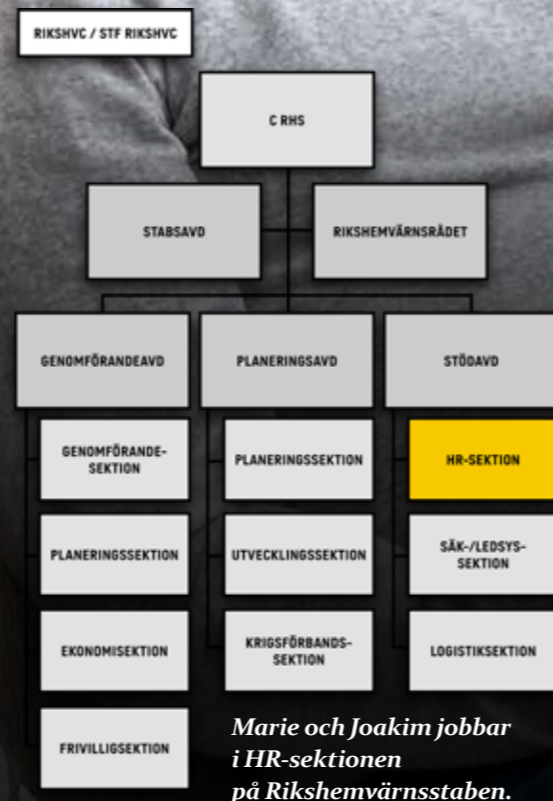 RIKSHVC / STF RIKSHVC
C RHS
STABSAVD
RIKSHEMVÄRNSRÅDET
GENOMFÖRANDEAVD
PLANERINGSAVD
STÖDAVD
GENOMFÖRANDE-
SEKTION
PLANERINGSSEKTION
EKONOMISEKTION
FRIVILLIGSEKTION
PLANERINGSSEKTION
UTVECKLINGSSEKTION
KRIGSFÖRBANDS-
SEKTION
HR-SEKTION
SÄK-/LEDSYS-
SEKTION
LOGISTIKSEKTION
Marie och Joakim jobbar
i HR-sektionen
på Rikshemvärnsstaben.